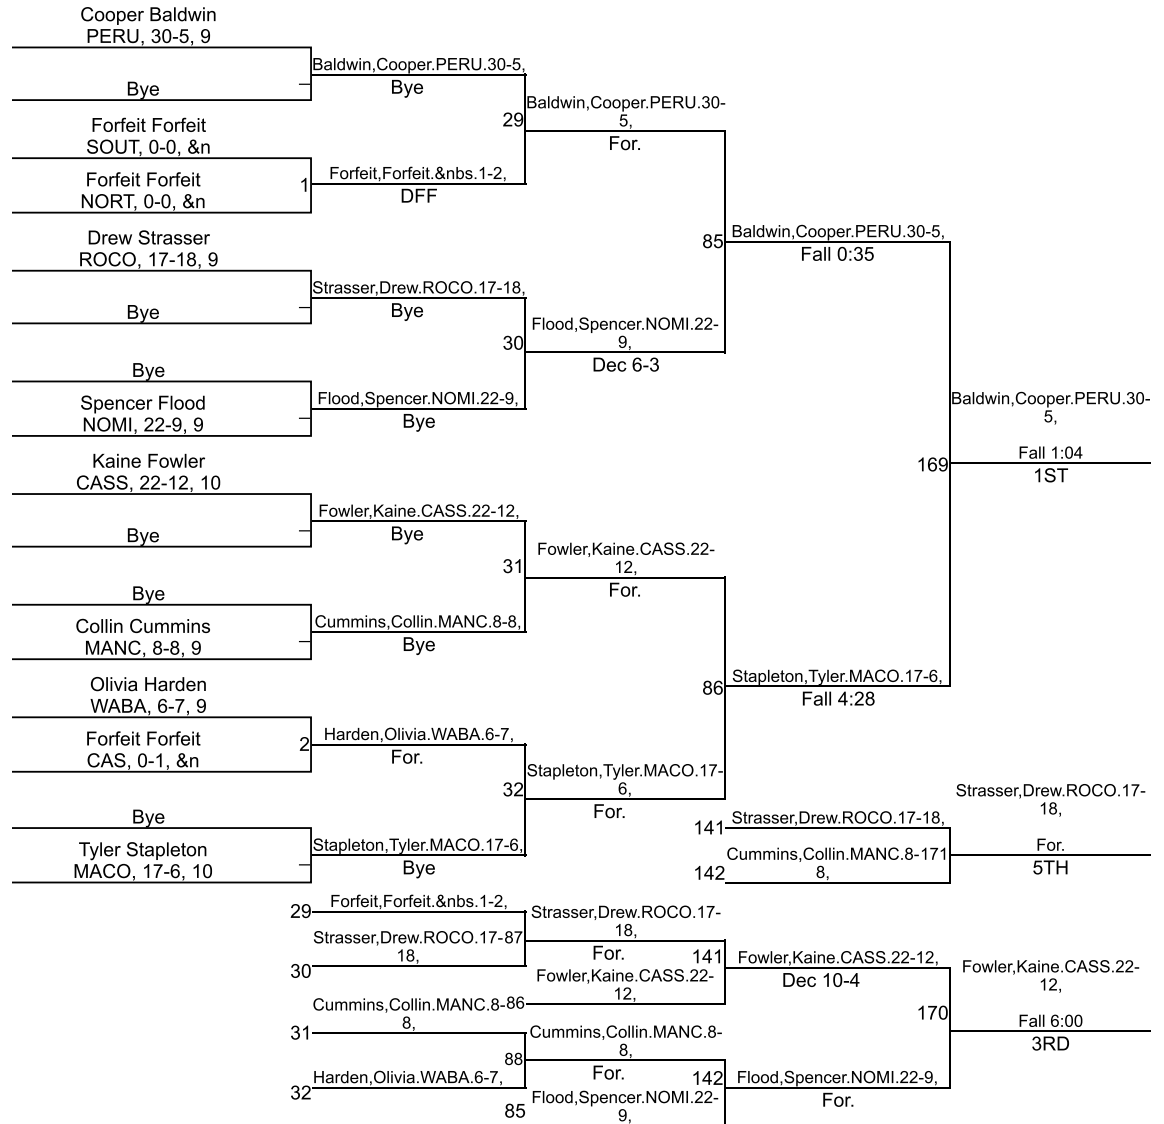 Cooper Baldwin
PERU, 30-5, 9
Baldwin,Cooper.PERU.30-5,
Bye
Bye
Baldwin,Cooper.PERU.30-
5,
29
For.
Forfeit Forfeit
SOUT, 0-0, &n
Forfeit Forfeit
NORT, 0-0, &n
1
Forfeit,Forfeit.&nbs.1-2,
DFF
Drew Strasser
ROCO, 17-18, 9
85
Baldwin,Cooper.PERU.30-5,
Fall 0:35
Strasser,Drew.ROCO.17-18,
Bye
Bye
Flood,Spencer.NOMI.22-
9,
30
Dec 6-3
Bye
Spencer Flood
NOMI, 22-9, 9
Flood,Spencer.NOMI.22-9,
Bye
Baldwin,Cooper.PERU.30-
5,
169
Fall 1:04
1ST
Kaine Fowler
CASS, 22-12, 10
Fowler,Kaine.CASS.22-12,
Bye
Bye
Fowler,Kaine.CASS.22-
12,
31
For.
Bye
Collin Cummins
MANC, 8-8, 9
Cummins,Collin.MANC.8-8,
Bye
Olivia Harden
WABA, 6-7, 9
86
Stapleton,Tyler.MACO.17-6,
Fall 4:28
Forfeit Forfeit
CAS, 0-1, &n
2
Harden,Olivia.WABA.6-7,
For.
Stapleton,Tyler.MACO.17-
6,
32
For.
Bye
Tyler Stapleton
MACO, 17-6, 10
Stapleton,Tyler.MACO.17-6,
Bye
141
Strasser,Drew.ROCO.17-18,
Cummins,Collin.MANC.8-171
8,
142
Strasser,Drew.ROCO.17-
18,
For.
5TH
29
Forfeit,Forfeit.&nbs.1-2,
Strasser,Drew.ROCO.17-87
18,
30
Strasser,Drew.ROCO.17-
18,
For.
141
Fowler,Kaine.CASS.22-
12,
86
Fowler,Kaine.CASS.22-12,
Dec 10-4
Cummins,Collin.MANC.8-
8,
31
88
Cummins,Collin.MANC.8-
8,
For.
142
32
Harden,Olivia.WABA.6-7,
85
Flood,Spencer.NOMI.22-
9,
Flood,Spencer.NOMI.22-9,
For.
170
Fowler,Kaine.CASS.22-
12,
Fall 6:00
3RD